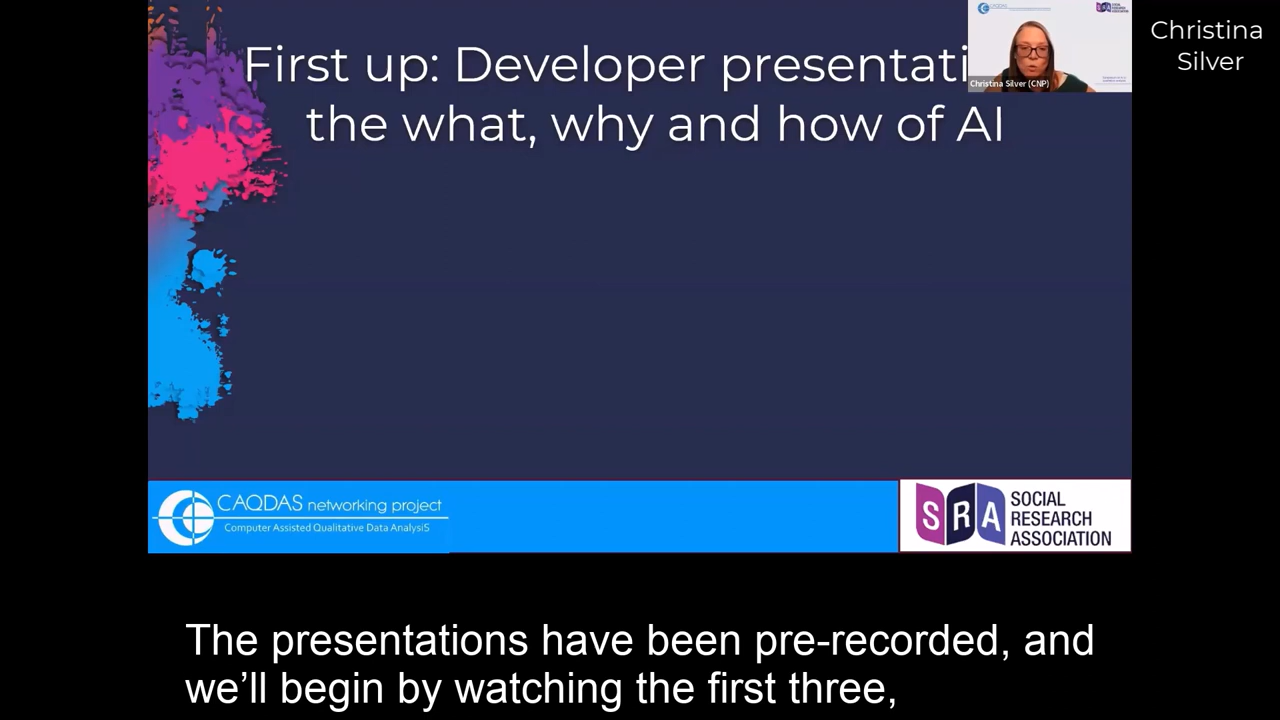 First up: Developer presentati
the what, why and how of AI
Christina Silver (CNP)
Christina
Silver
CAQDAS networking project
Computer Assisted Qualitative Data AnalysiS
SRA
SOCIAL
RESEARCH
ASSOCIATION
The presentations have been pre-recorded, and
we’ll begin by watching the first three,